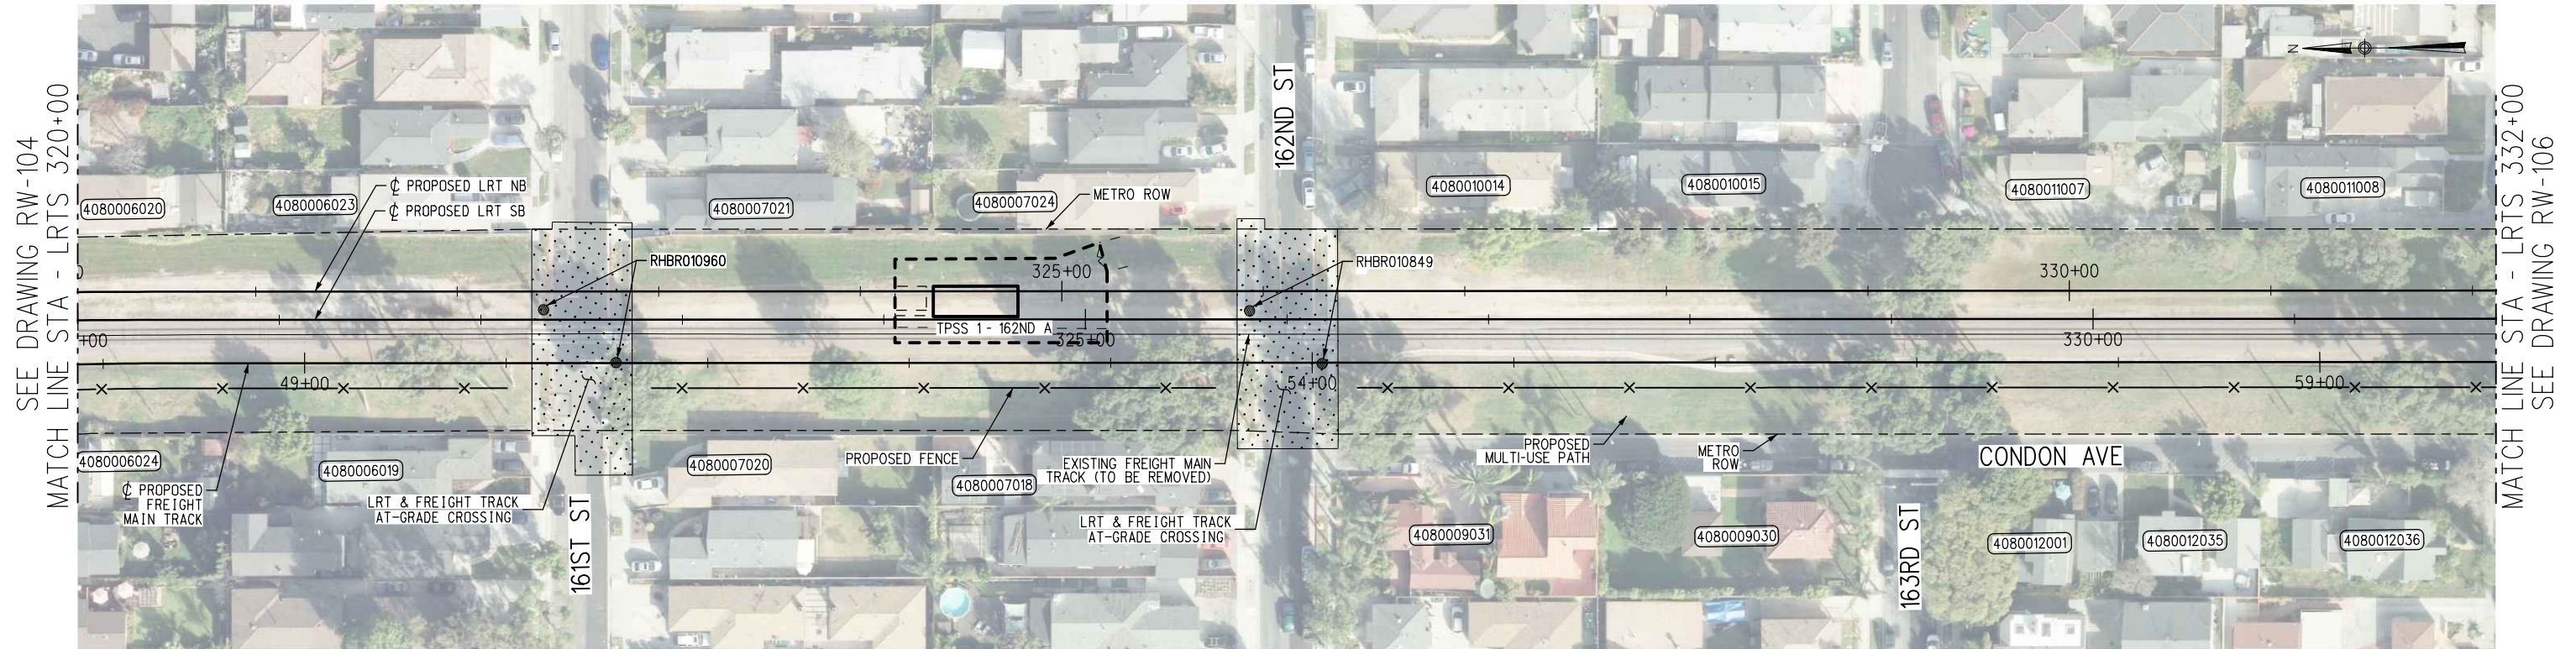 SEE DRAWING RW-104
MATCH LINE STA - LRTS 320+00
162ND ST
N
4080006020
4080006023
℄ PROPOSED LRT NB
℄ PROPOSED LRT SB
4080007021
4080007024
METRO ROW
4080010014
4080010015
4080011007
4080011008
RHBR010960
325+00
RHBR010849
330+00
TPSS 1 - 162ND A
+00
325+00
330+00
49+00
54+00
59+00
4080006024
4080006019
4080007020
PROPOSED FENCE
4080007018
EXISTING FREIGHT MAIN
TRACK (TO BE REMOVED)
PROPOSED
MULTI-USE PATH
METRO
ROW
CONDON AVE
℄ PROPOSED
FREIGHT
MAIN TRACK
LRT & FREIGHT TRACK
AT-GRADE CROSSING
161ST ST
LRT & FREIGHT TRACK
AT-GRADE CROSSING
4080009031
4080009030
163RD ST
4080012001
4080012035
4080012036
MATCH LINE STA - LRTS 332+00
SEE DRAWING RW-106